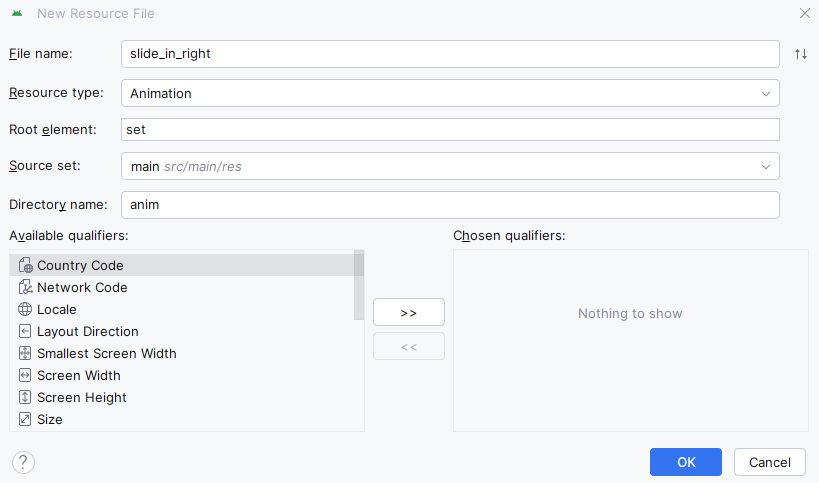 New Resource File
File name: slide_in_right
Resource type: Animation
Root element: set
Source set: main src/main/res
Directory name: anim
Available qualifiers: Chosen qualifiers:
Country Code
Network Code
Locale
Layout Direction
Smallest Screen Width
Screen Width
Screen Height
Size
>>
<<
Nothing to show
?
OK Cancel